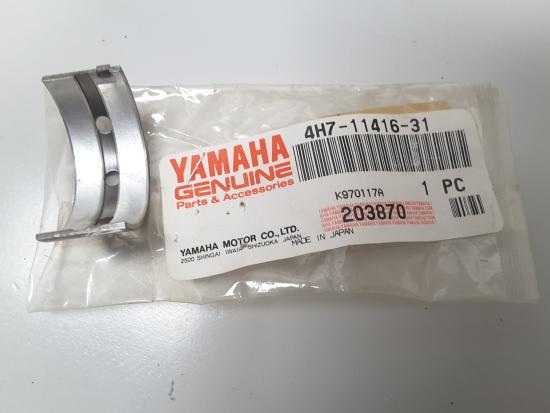 4H7-11416-31
YAMAHA
GENUINE
Parts & Accessories
K970117A
1 PC
203870
YAMAHA MOTOR CO., LTD.
2500 SHINGAI IWATA SHIZUOKA JAPAN
MADE IN JAPAN